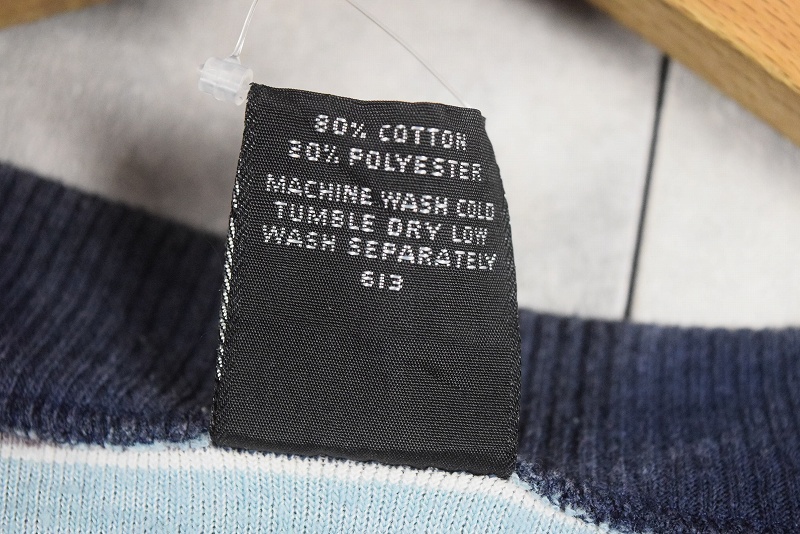 80% COTTON
20% POLYESTER
MACHINE WASH COLD
TUMBLE DRY LOW
WASH SEPARATELY
613